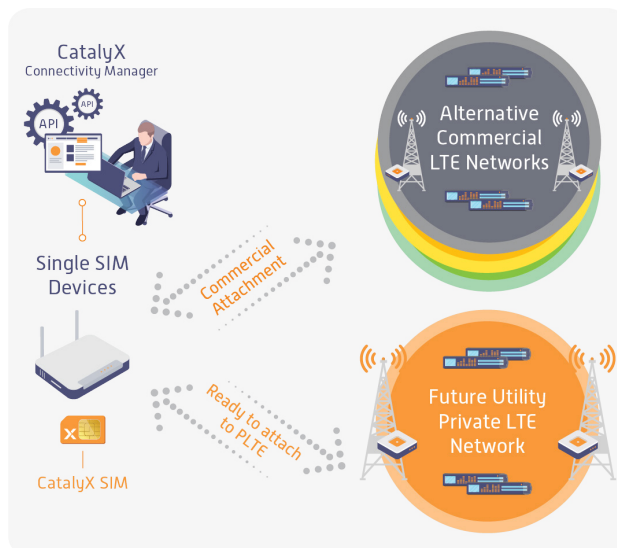 CatalyX
Connectivity Manager
API
API
Single SIM
Devices
X
CatalyX SIM
Commercial
Attachment
Ready to attach
to PLTE
Alternative
Commercial
LTE Networks
Future Utility
Private LTE
Network